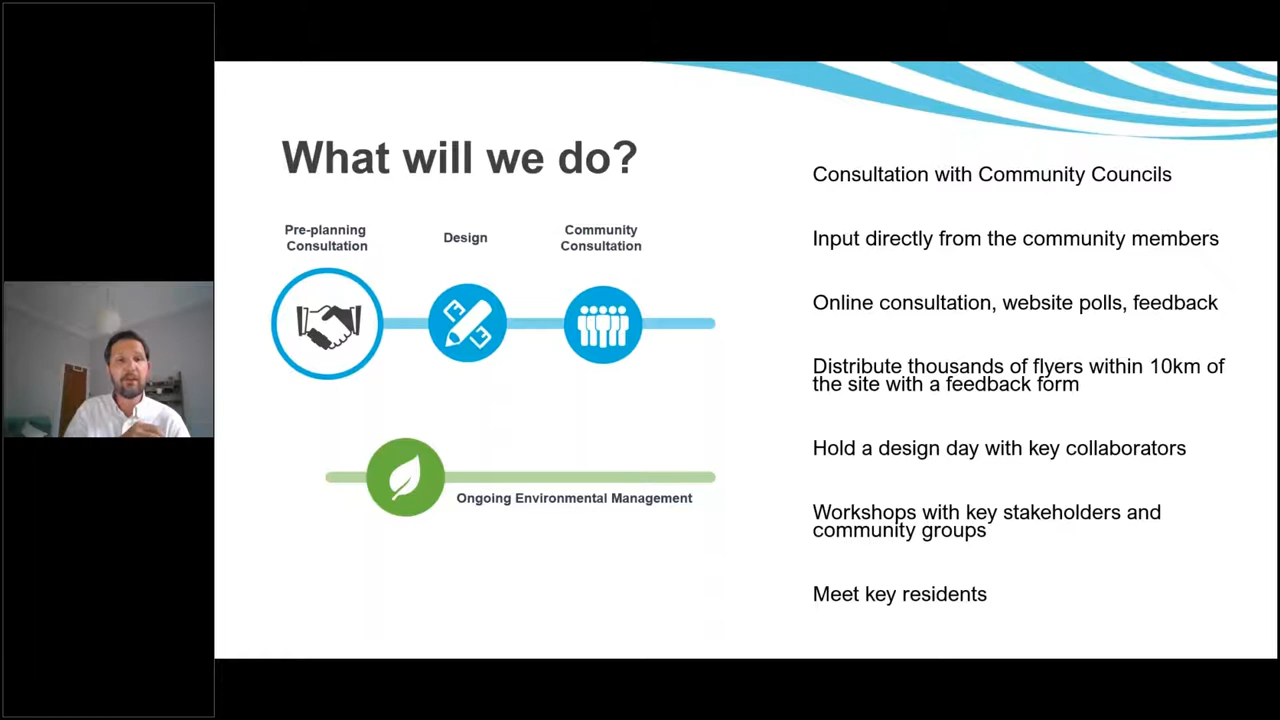 What will we do?
Pre-planning
Consultation
Design
Community
Consultation
Ongoing Environmental Management
Consultation with Community Councils
Input directly from the community members
Online consultation, website polls, feedback
Distribute thousands of flyers within 10km of
the site with a feedback form
Hold a design day with key collaborators
Workshops with key stakeholders and
community groups
Meet key residents